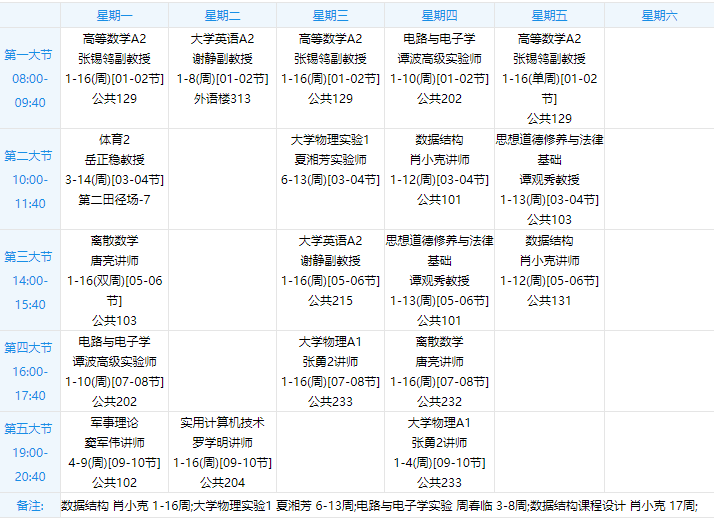 星期一 星期二 星期三 星期四 星期五 星期六
第一大节
08:00-
09:40
高等数学A2
张锡鸰副教授
1-16(周)[01-02节]
公共129
大学英语A2
谢静副教授
1-8(周)[01-02节]
外语楼313
高等数学A2
张锡鸰副教授
1-16(周)[01-02节]
公共129
电路与电子学
谭波高级实验师
1-10(周)[01-02节]
公共202
高等数学A2
张锡鸰副教授
1-16(单周)[01-02
节]
公共129
第二大节
10:00-
11:40
体育2
岳正稳教授
3-14(周)[03-04节]
第二田径场-7
大学物理实验1
夏湘芳实验师
6-13(周)[03-04节]
数据结构
肖小克讲师
1-12(周)[03-04节]
公共101
思想道德修养与法律
基础
谭观秀教授
1-13(周)[03-04节]
公共103
第三大节
14:00-
15:40
离散数学
唐亮讲师
1-16(双周)[05-06
节]
公共103
大学英语A2
谢静副教授
1-16(周)[05-06节]
公共215
思想道德修养与法律
基础
谭观秀教授
1-13(周)[05-06节]
公共101
数据结构
肖小克讲师
1-12(周)[05-06节]
公共131
第四大节
16:00-
17:40
电路与电子学
谭波高级实验师
1-10(周)[07-08节]
公共202
大学物理A1
张勇2讲师
1-16(周)[07-08节]
公共233
离散数学
唐亮讲师
1-16(周)[07-08节]
公共232
第五大节
19:00-
20:40
军事理论
窦军伟讲师
4-9(周)[09-10节]
公共102
实用计算机技术
罗学明讲师
1-16(周)[09-10节]
公共204
大学物理A1
张勇2讲师
1-4(周)[09-10节]
公共233
备注: 数据结构 肖小克 1-16周;大学物理实验1 夏湘芳 6-13周;电路与电子学实验 周春临 3-8周;数据结构课程设计 肖小克 17周;